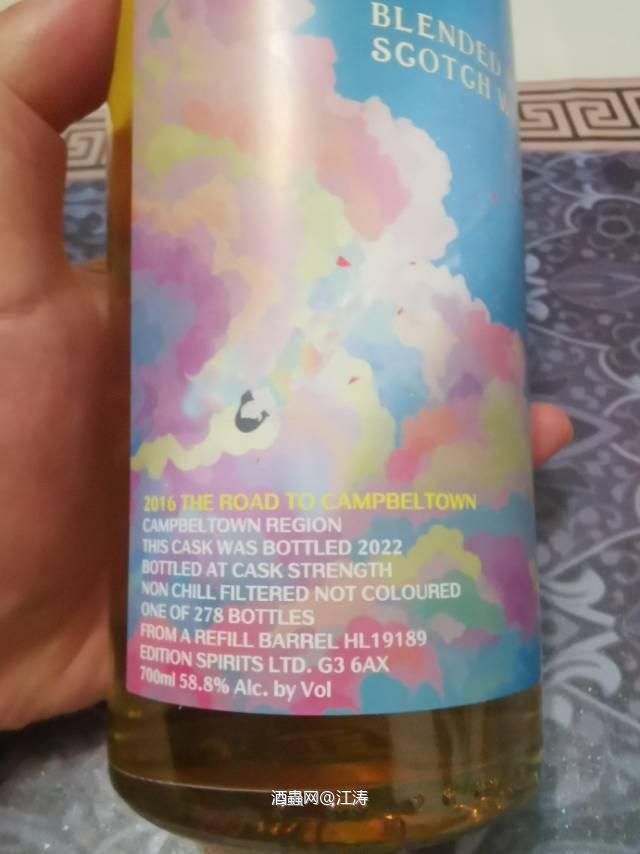 BLENDED
SCOTCH
2016 THE ROAD TO CAMPBELTOWN
CAMPBELTOWN REGION
THIS CASK WAS BOTTLED 2022
BOTTLED AT CASK STRENGTH
NON CHILL FILTERED NOT COLOURED
ONE OF 278 BOTTLES
FROM A REFILL BARREL HL19189
EDITION SPIRITS LTD. G3 6AX
700ml 58.8% Alc. by Vol
酒蟲网@江涛